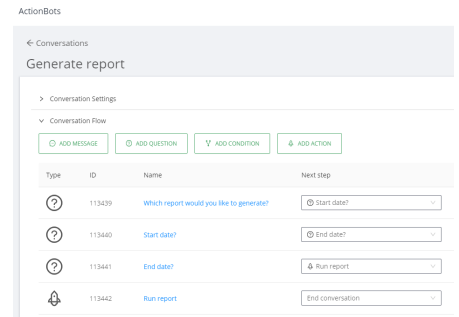 ActionBots
← Conversations
Generate report
> Conversation Settings
Conversation Flow
ADD MESSAGE ADD QUESTION ADD CONDITION ADD ACTION
Type ID Name Next step
113439 Which report would you like to generate? Start date?
113440 Start date? End date?
113441 End date? Run report
113442 Run report End conversation